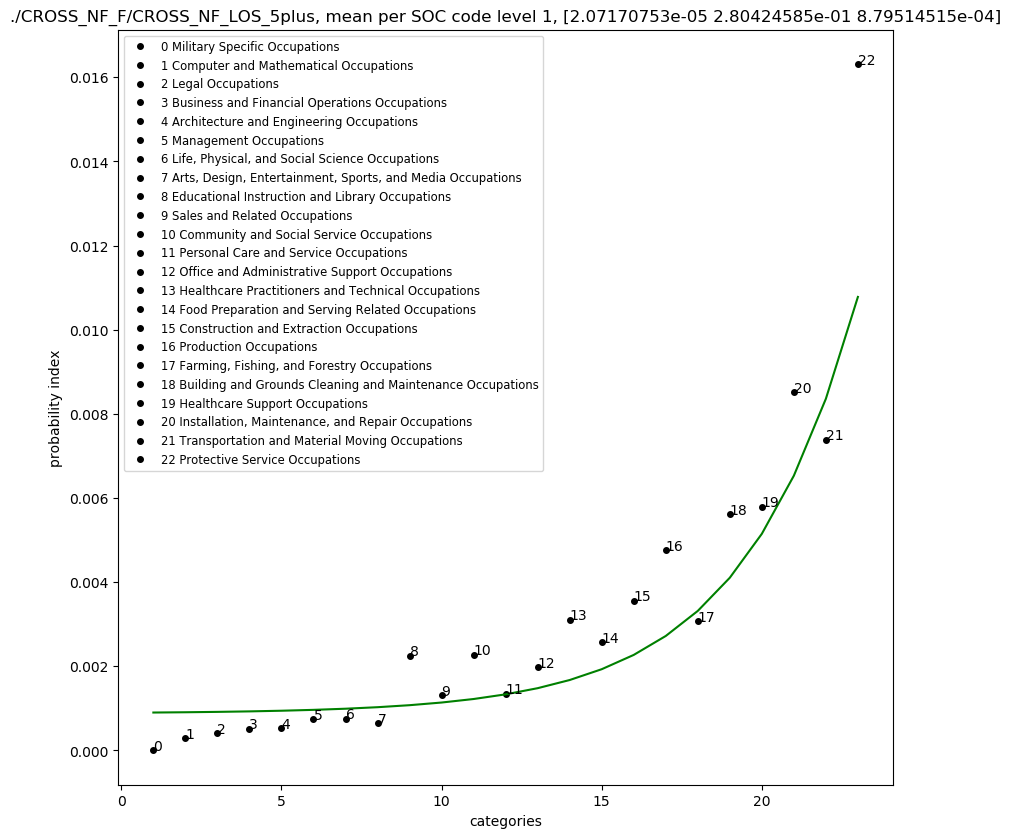 ./CROSS_NF_F/CROSS_NF_LOS_5plus, mean per SOC code level 1, [2.07170753e-05 2.80424585e-01 8.79514515e-04]
0 Military Specific Occupations
1 Computer and Mathematical Occupations
2 Legal Occupations
3 Business and Financial Operations Occupations
4 Architecture and Engineering Occupations
5 Management Occupations
6 Life, Physical, and Social Science Occupations
7 Arts, Design, Entertainment, Sports, and Media Occupations
8 Educational Instruction and Library Occupations
9 Sales and Related Occupations
10 Community and Social Service Occupations
11 Personal Care and Service Occupations
12 Office and Administrative Support Occupations
13 Healthcare Practitioners and Technical Occupations
14 Food Preparation and Serving Related Occupations
15 Construction and Extraction Occupations
16 Production Occupations
17 Farming, Fishing, and Forestry Occupations
18 Building and Grounds Cleaning and Maintenance Occupations
19 Healthcare Support Occupations
20 Installation, Maintenance, and Repair Occupations
21 Transportation and Material Moving Occupations
22 Protective Service Occupations
probability index
0.016
0.014
0.012
0.010
0.008
0.006
0.004
0.002
0.000
0
1
2
3
4
5
6
7
8
9
10
11
12
13
14
15
16
17
18
19
20
21
22
0
5
10
15
20
categories